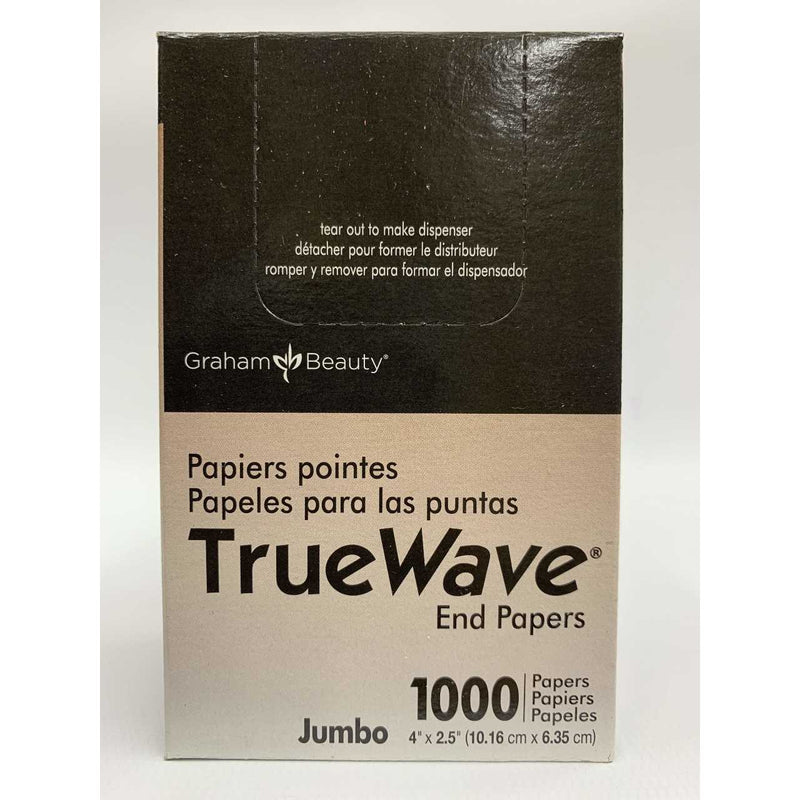 tear out to make dispenser
détacher pour former le distributeur
romper y remover para formar el dispensador
Graham Beauty®
Papiers pointes
Papeles para las puntas
TrueWave®
End Papers
Jumbo
1000
Papers
Papiers
Papeles
4" x 2.5" (10.16 cm x 6.35 cm)